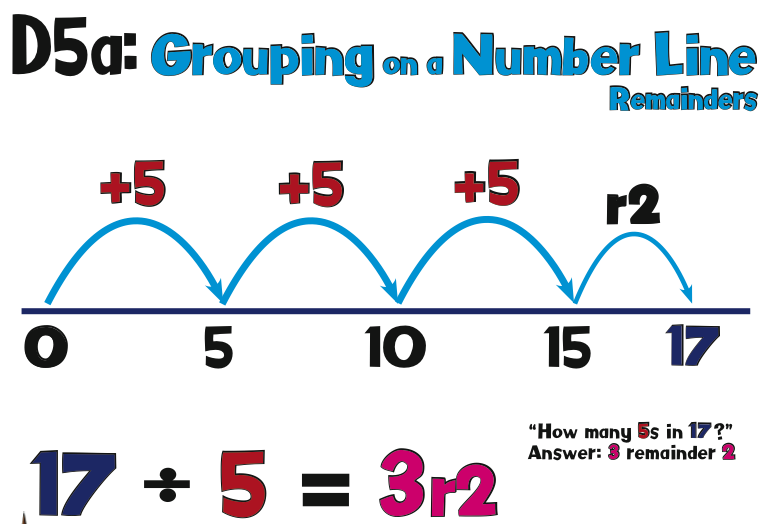 D5a: Grouping on a Number Line
Remainders
+5 +5 +5 r2
0 5 10 15 17
"How many 5s in 17?"
Answer: 3 remainder 2
17 ÷ 5 = 3r2